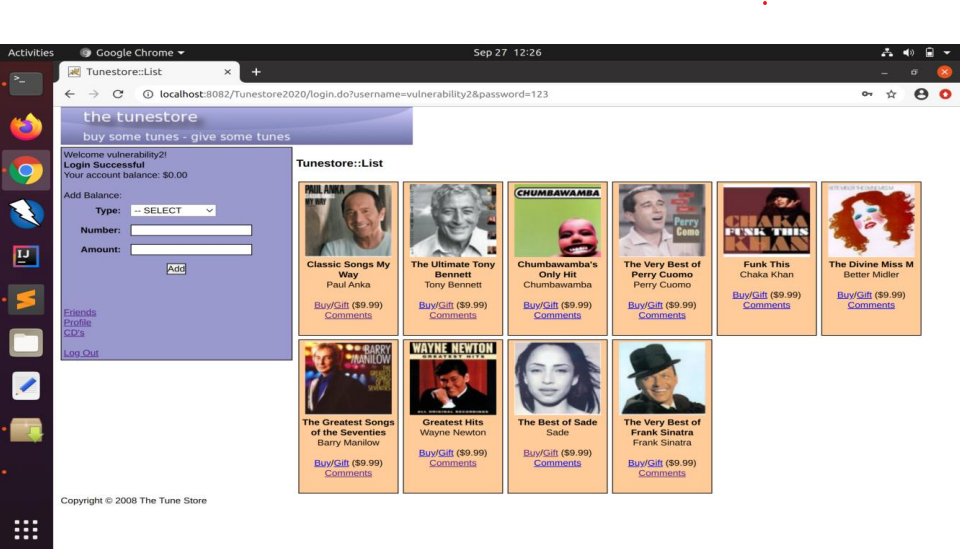 Activities
Google Chrome
Sep 27 12:26
Tunestore::List
localhost:8082/Tunestore2020/login.do?username=vulnerability2&password=123
the tunestore
buy some tunes - give some tunes
Welcome vulnerability2!
Login Successful
Your account balance: $0.00
Add Balance:
Type: -- SELECT
Number:
Amount:
Add
Friends
Profile
CD's
Log Out
Tunestore::List
PAUL ANKA
MY WAY
Classic Songs My
Way
Paul Anka
Buy/Gift ($9.99)
Comments
The Ultimate Tony
Bennett
Tony Bennett
Buy/Gift ($9.99)
Comments
CHUMBAWAMBA
Chumbawamba's
Only Hit
Chumbawamba
Buy/Gift ($9.99)
Comments
Perry
Como
The Very Best of
Perry Cuomo
Perry Cuomo
Buy/Gift ($9.99)
Comments
CHAKA
FUNK THIS
KHAN
Funk This
Chaka Khan
Buy/Gift ($9.99)
Comments
The Divine Miss M
Better Midler
Buy/Gift ($9.99)
Comments
BARRY
MANILOW
The Greatest Songs
of the Seventies
Barry Manilow
Buy/Gift ($9.99)
Comments
WAYNE NEWTON
GREATEST HITS
Greatest Hits
Wayne Newton
Buy/Gift ($9.99)
Comments
The Best of Sade
Sade
Buy/Gift ($9.99)
Comments
The Very Best of
Frank Sinatra
Frank Sinatra
Buy/Gift ($9.99)
Comments
Copyright © 2008 The Tune Store